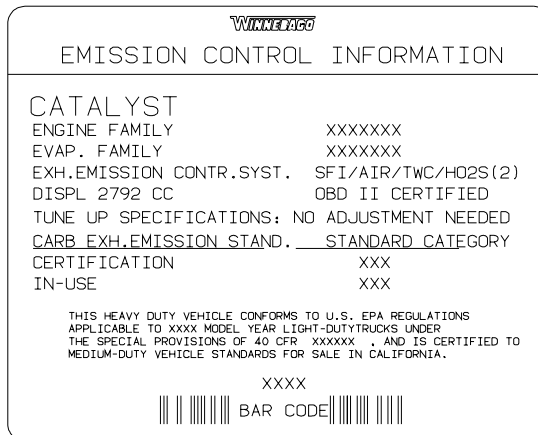 WINNEBAGO
EMISSION CONTROL INFORMATION
CATALYST
ENGINE FAMILY XXXXXXX
EVAP. FAMILY XXXXXXX
EXH.EMISSION CONTR.SYST. SFI/AIR/TWC/HO2S(2)
DISPL 2792 CC OBD II CERTIFIED
TUNE UP SPECIFICATIONS: NO ADJUSTMENT NEEDED
CARB EXH.EMISSION STAND. STANDARD CATEGORY
CERTIFICATION XXX
IN-USE XXX
THIS HEAVY DUTY VEHICLE CONFORMS TO U.S. EPA REGULATIONS
APPLICABLE TO XXXX MODEL YEAR LIGHT-DUTYTRUCKS UNDER
THE SPECIAL PROVISIONS OF 40 CFR XXXXXX , AND IS CERTIFIED TO
MEDIUM-DUTY VEHICLE STANDARDS FOR SALE IN CALIFORNIA.
XXXX
BAR CODE